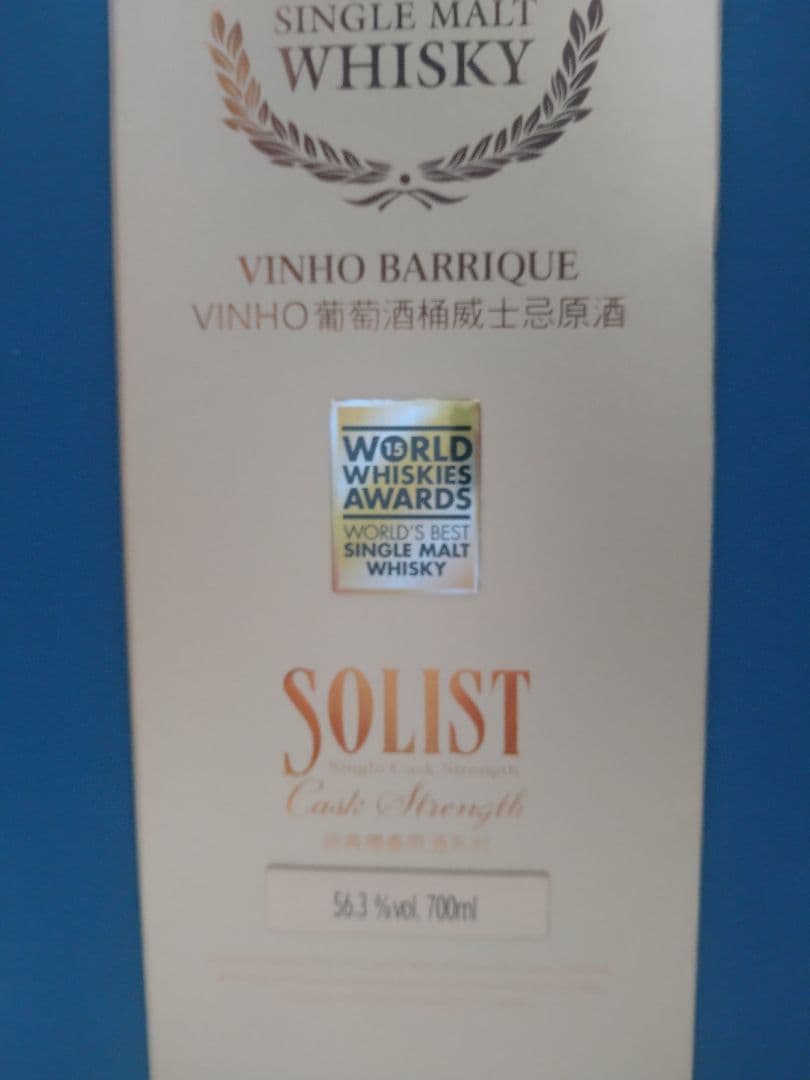 SINGLE MALT
WHISKY
VINHO BARRIQUE
VINHO葡萄酒桶威士忌原酒
WORLD
15
WHISKIES
AWARDS
WORLD'S BEST
SINGLE MALT
WHISKY
SOLIST
Single Cask Strength
Cask Strength
56.3 %vol. 700ml